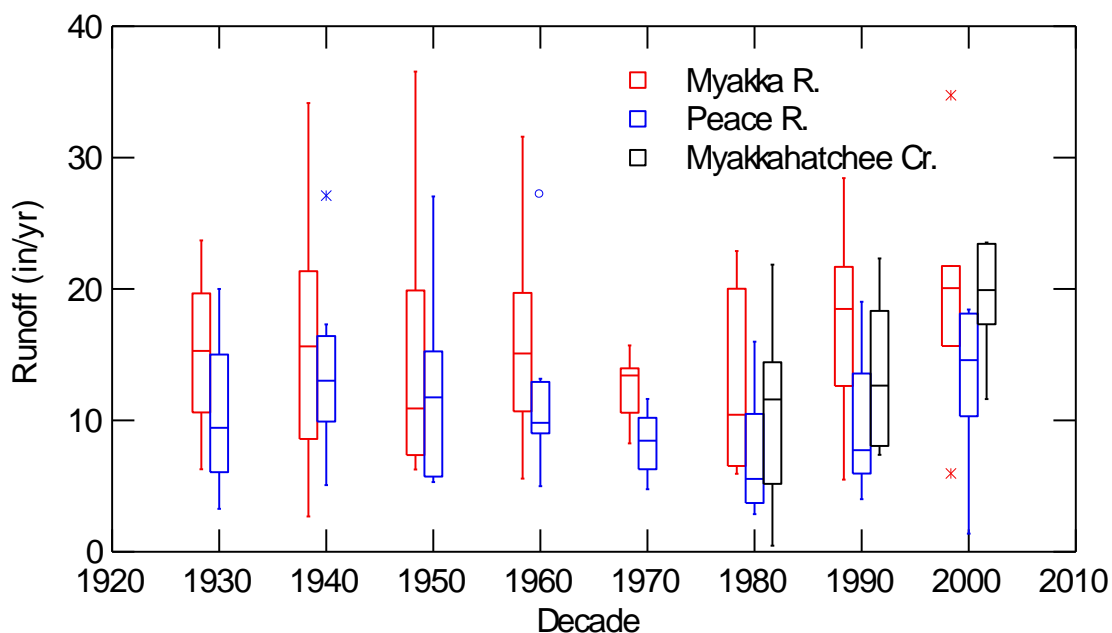 40
30
20
10
0
Runoff (in/yr)
Myakka R.
Peace R.
Myakkahatchee Cr.
1920 1930 1940 1950 1960 1970 1980 1990 2000 2010
Decade